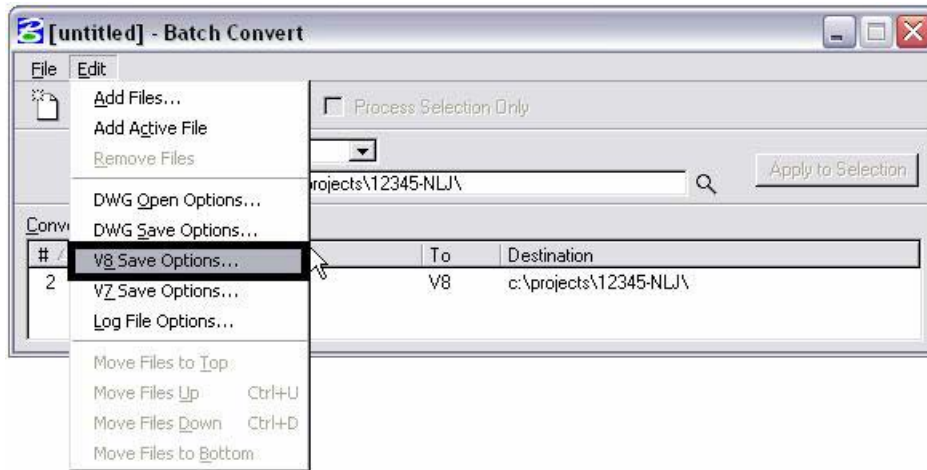 [untitled] - Batch Convert
File Edit
Add Files...
Process Selection Only
Add Active File
Remove Files
Apply to Selection
rojects\12345-NLJ\
DWG Open Options...
Conve
DWG Save Options...
# V8 Save Options... To Destination
2 V7 Save Options... V8 c:\projects\12345-NLJ\
Log File Options...
Move Files to Top
Move Files Up Ctrl+U
Move Files Down Ctrl+D
Move Files to Bottom